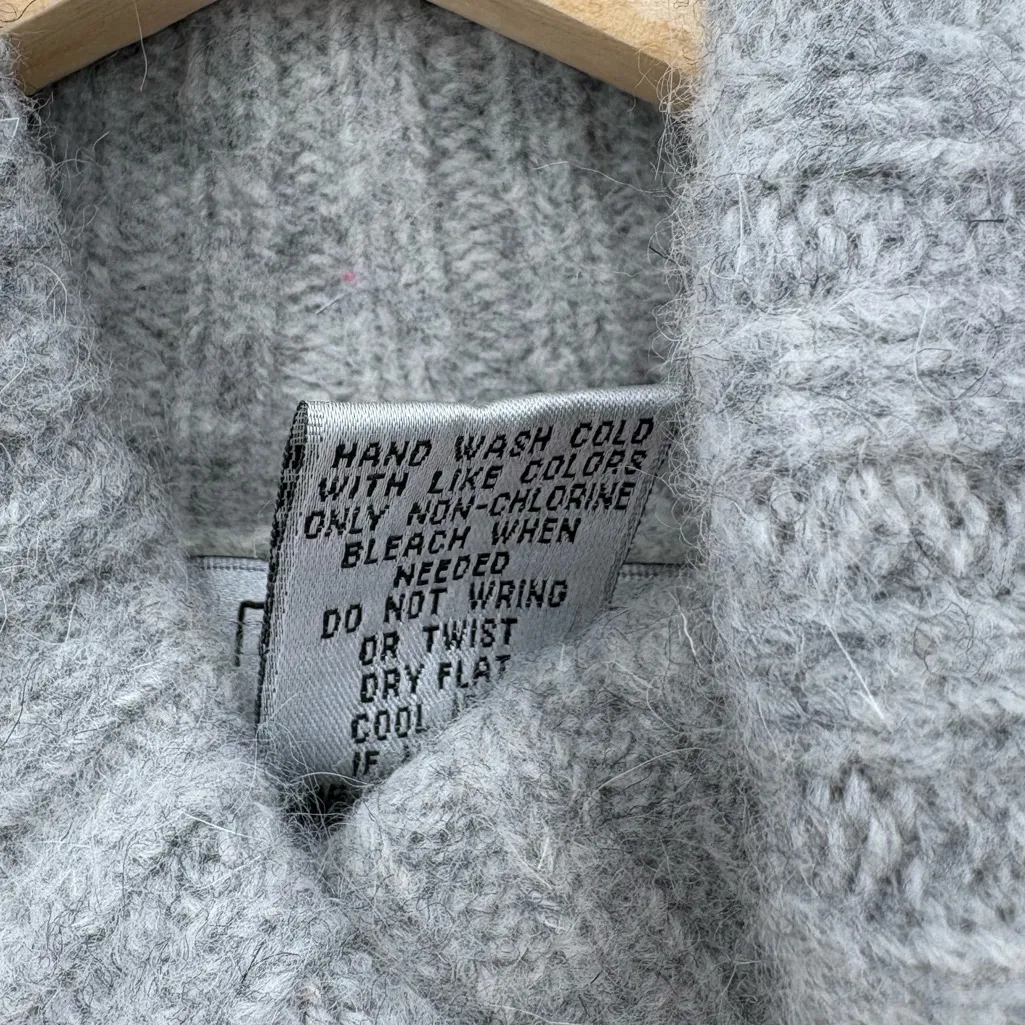 HAND WASH COLD
WITH LIKE COLORS
ONLY NON-CHLORINE
BLEACH WHEN
NEEDED
DO NOT WRING
OR TWIST
DRY FLAT
COOL
IF